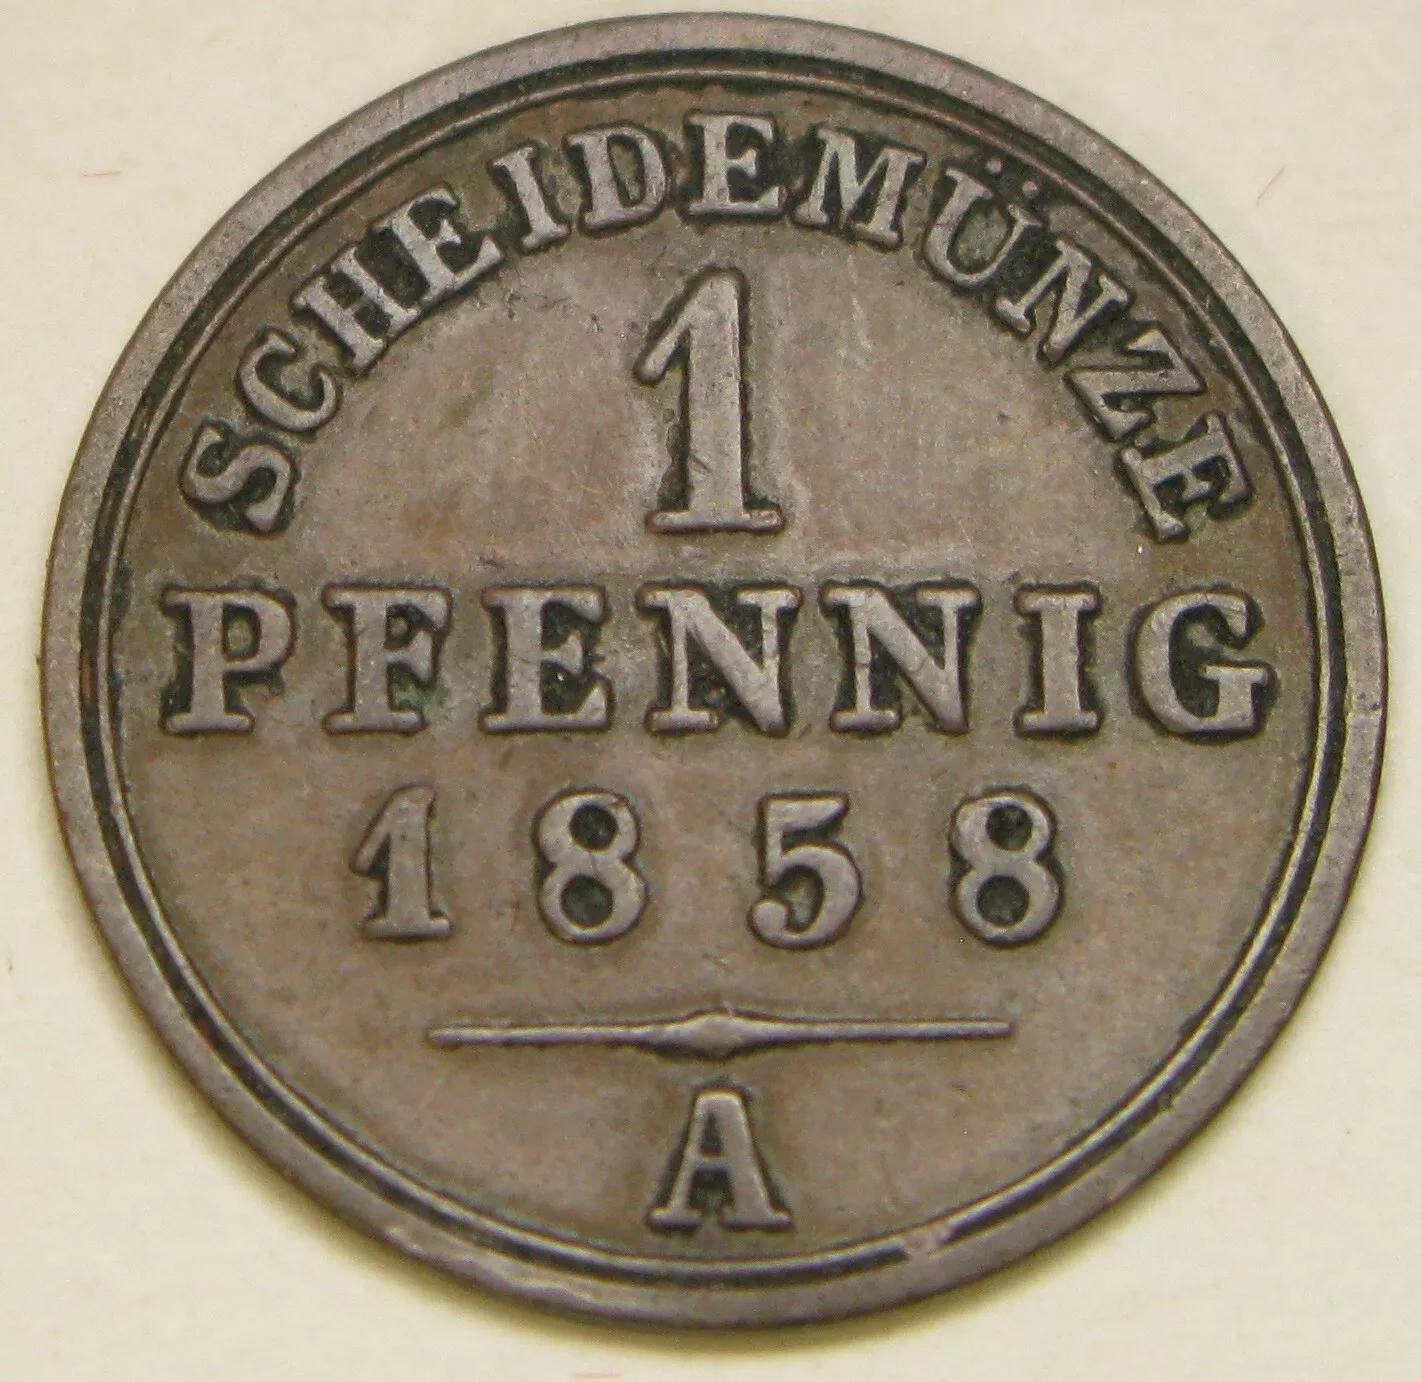 SCHEIDEMÜNZE
1
PFENNIG
1858
A